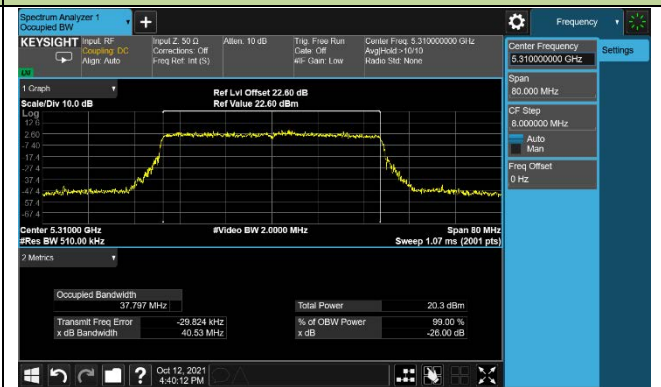 Spectrum Analyzer 1
Occupied BW
Frequency
KEYSIGHT
Input: RF
Coupling: DC
Align: Auto
Input Z: 50 Ω
Corrections: Off
Freq Ref: Int (S)
Atten: 10 dB
Trig: Free Run
Gate: Off
#IF Gain: Low
Center Freq: 5.310000000 GHz
Avg|Hold:>10/10
Radio Std: None
Center Frequency
5.310000000 GHz
Settings
Span
80.000 MHz
CF Step
8.000000 MHz
Auto
Man
Freq Offset
0 Hz
1 Graph
Scale/Div 10.0 dB
Ref Lvl Offset 22.60 dB
Ref Value 22.60 dBm
Log
12.6
2.60
-7.40
-17.4
-27.4
-37.4
-47.4
-57.4
-67.4
Center 5.31000 GHz
#Video BW 2.0000 MHz
Span 80 MHz
#Res BW 510.00 kHz
Sweep 1.07 ms (2001 pts)
2 Metrics
Occupied Bandwidth
37.797 MHz
Total Power
20.3 dBm
Transmit Freq Error
-29.824 kHz
% of OBW Power
99.00 %
x dB Bandwidth
40.53 MHz
x dB
-26.00 dB
?
Oct 12, 2021
4:40:12 PM